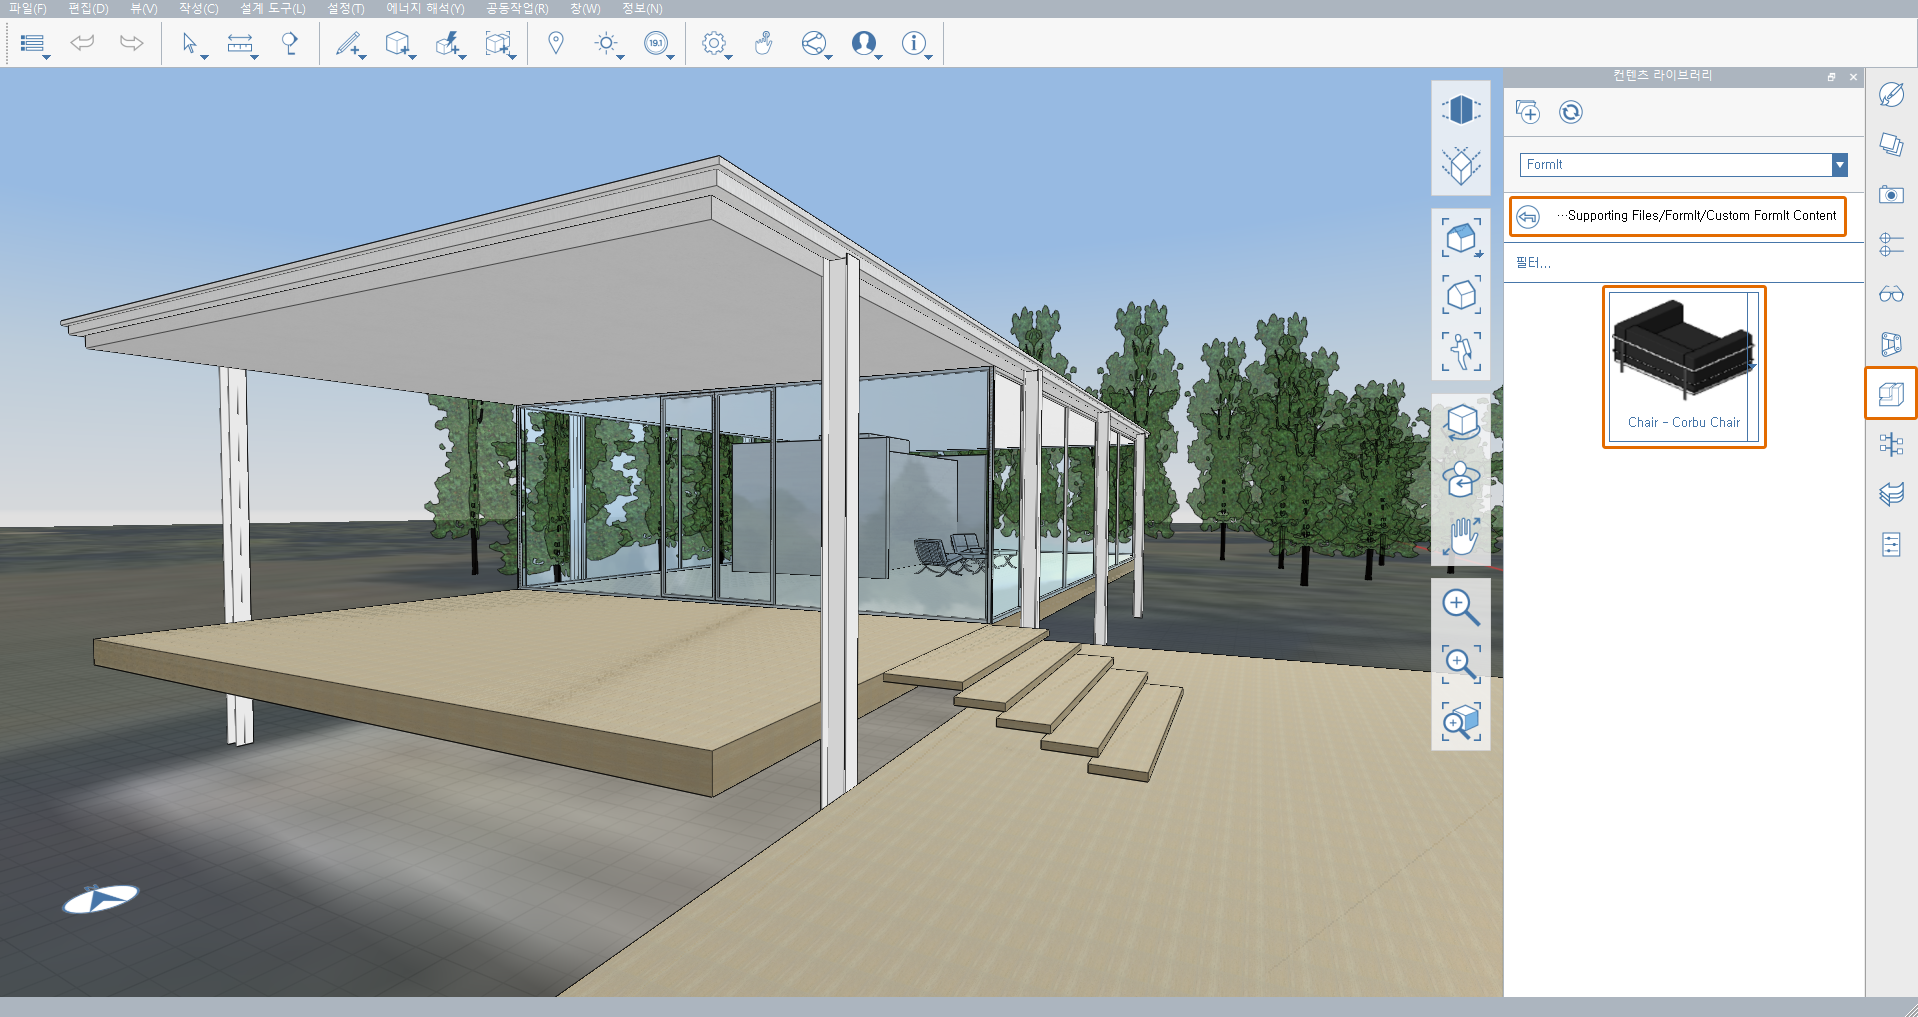 파일(F) 편집(D) 뷰(V) 작성(C) 설계 도구(L) 설정(T) 에너지 해석(Y) 공동작업(R) 창(W) 정보(N)
19.1
컨텐츠 라이브러리
FormIt
…Supporting Files/FormIt/Custom FormIt Content
필터...
Chair - Corbu Chair